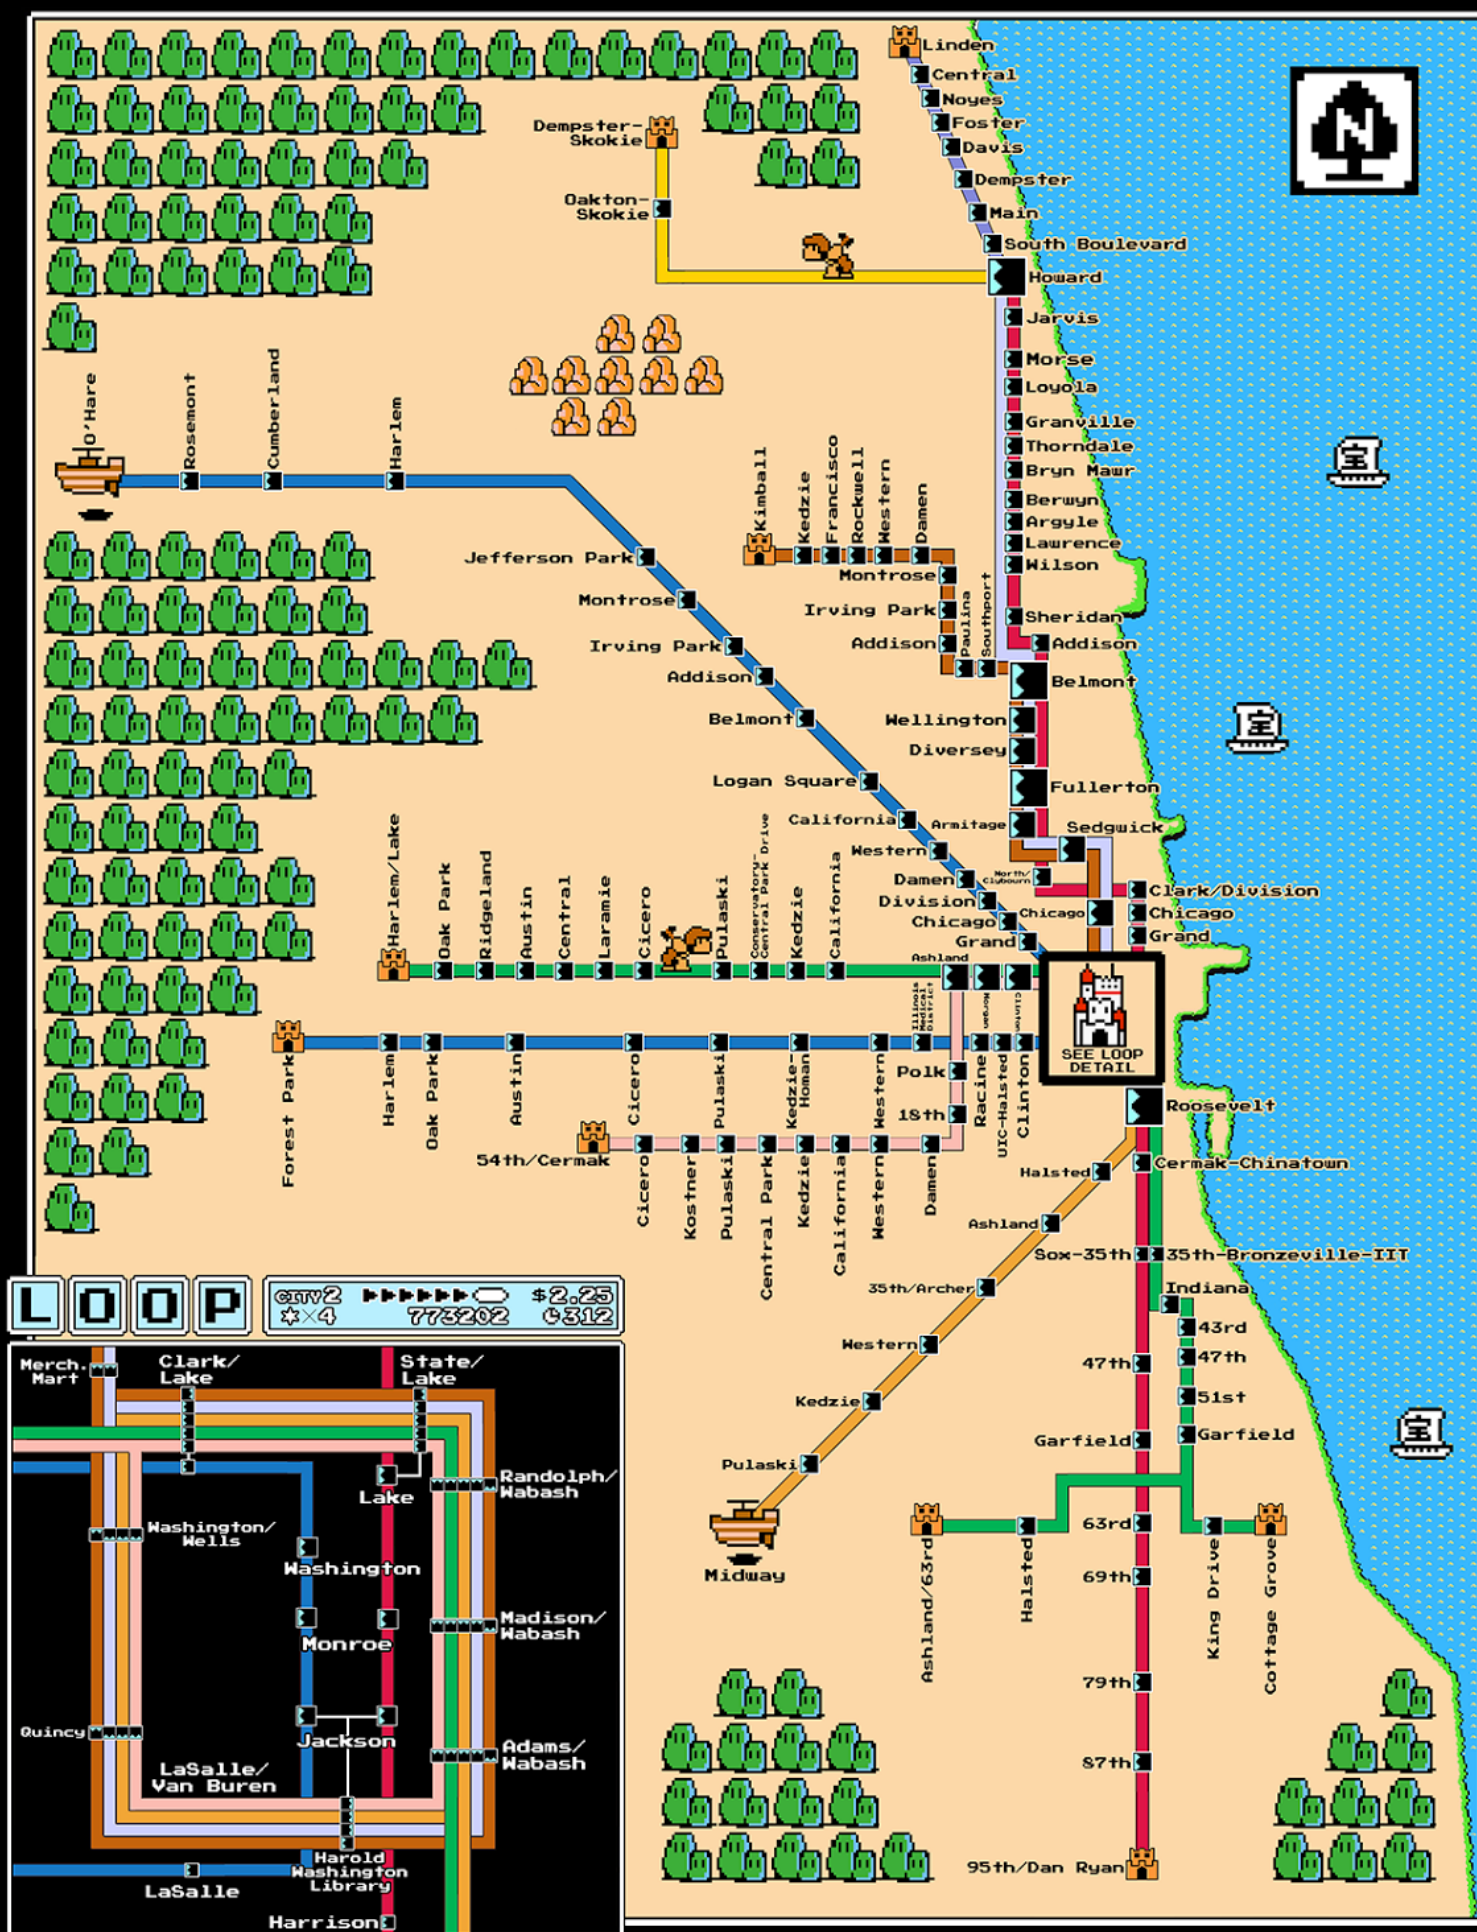 Linden
Central
Noyes
Foster
Davis
Dempster
Main
South Boulevard
Howard
N
Dempster-
Skokie
Oakton-
Skokie
Jarvis
Morse
Loyola
Granville
Thorndale
Bryn Mawr
Berwyn
Argyle
Lawrence
Wilson
Sheridan
Addison
Belmont
Wellington
Diversey
Fullerton
Armitage
Sedgwick
North/
Clybourn
Clark/Division
Chicago
Chicago
Grand
宝
宝
宝
O'Hare
Rosemont
Cumberland
Harlem
Jefferson Park
Montrose
Irving Park
Addison
Belmont
Logan Square
California
Western
Damen
Division
Chicago
Grand
Kimball
Kedzie
Francisco
Rockwell
Western
Damen
Montrose
Irving Park
Addison
Paulina
Southport
Harlem/Lake
Oak Park
Ridgeland
Austin
Central
Laramie
Cicero
Pulaski
Conservatory-
Central Park Drive
Kedzie
California
Ashland
Morgan
Clinton
SEE LOOP
DETAIL
Forest Park
Harlem
Oak Park
Austin
Cicero
Pulaski
Kedzie-
Homan
Western
Illinois
Medical
District
Racine
UIC-Halsted
Clinton
Polk
18th
54th/Cermak
Cicero
Kostner
Pulaski
Central Park
Kedzie
California
Western
Damen
Roosevelt
Halsted
Ashland
35th/Archer
Western
Kedzie
Pulaski
Midway
Cermak-Chinatown
Sox-35th
35th-Bronzeville-IIT
Indiana
43rd
47th
47th
51st
Garfield
Garfield
63rd
69th
79th
87th
95th/Dan Ryan
Ashland/63rd
Halsted
King Drive
Cottage Grove
LOOP
CITY2 $2.25
×4 773202 312
Merch.
Mart
Clark/
Lake
State/
Lake
Lake
Randolph/
Wabash
Washington/
Wells
Washington
Monroe
Madison/
Wabash
Quincy
Jackson
Adams/
Wabash
LaSalle/
Van Buren
Harold
Washington
Library
LaSalle
Harrison